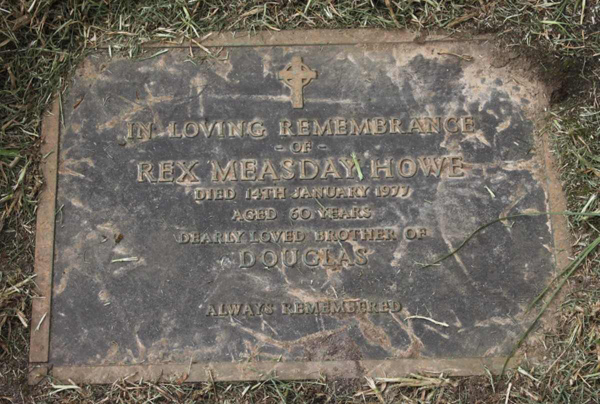 IN LOVING REMEMBRANCE
- OF -
REX MEASDAY HOWE
DIED 14TH JANUARY 1977
AGED 60 YEARS
DEARLY LOVED BROTHER OF
DOUGLAS
ALWAYS REMEMBERED